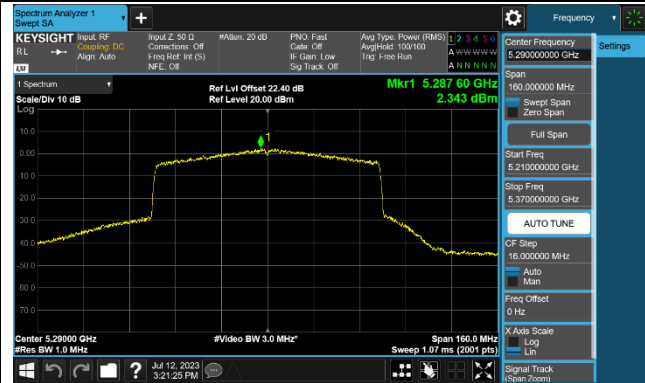 Spectrum Analyzer 1
Swept SA
+
Frequency
KEYSIGHT
RL
LXI
Input: RF
Coupling: DC
Align: Auto
Input Z: 50 Ω
Corrections: Off
Freq Ref: Int (S)
NFE: Off
#Atten: 20 dB
PNO: Fast
Gate: Off
IF Gain: Low
Sig Track: Off
Avg Type: Power (RMS)
Avg|Hold: 100/100
Trig: Free Run
1 2 3 4 5 6
A W W W W W
A N N N N N
1 Spectrum
Scale/Div 10 dB
Log
Ref Lvl Offset 22.40 dB
Ref Level 20.00 dBm
Mkr1 5.287 60 GHz
2.343 dBm
1
10.0
0.00
-10.0
-20.0
-30.0
-40.0
-50.0
-60.0
-70.0
Center 5.29000 GHz
#Res BW 1.0 MHz
#Video BW 3.0 MHz*
Span 160.0 MHz
Sweep 1.07 ms (2001 pts)
?
Jul 12, 2023
3:21:25 PM
Center Frequency
5.290000000 GHz
Settings
Span
160.000000 MHz
Swept Span
Zero Span
Full Span
Start Freq
5.210000000 GHz
Stop Freq
5.370000000 GHz
AUTO TUNE
CF Step
16.000000 MHz
Auto
Man
Freq Offset
0 Hz
X Axis Scale
Log
Lin
Signal Track
(Span Zoom)